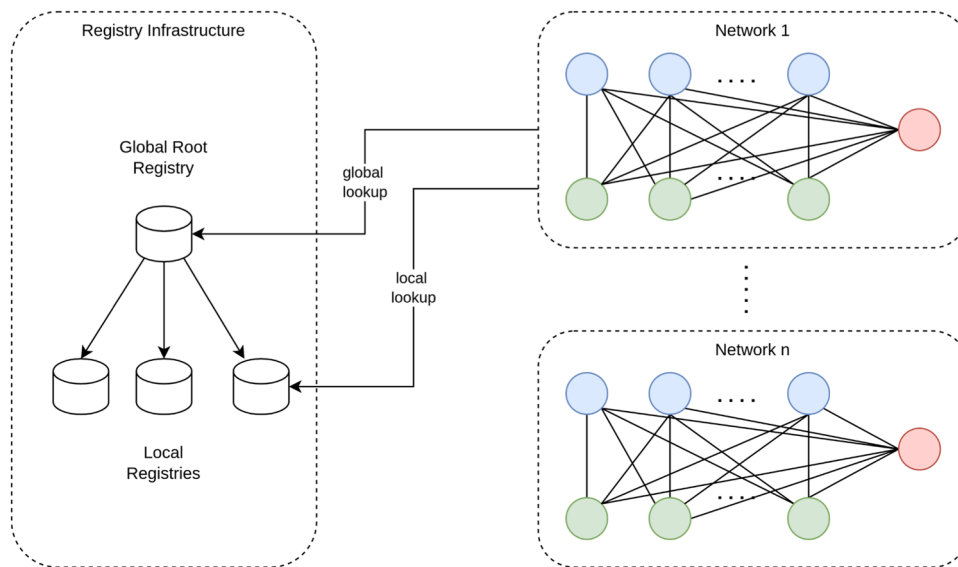 Registry Infrastructure
Global Root
Registry
Local
Registries
global
lookup
local
lookup
Network 1
....
....
....
Network n
....
....